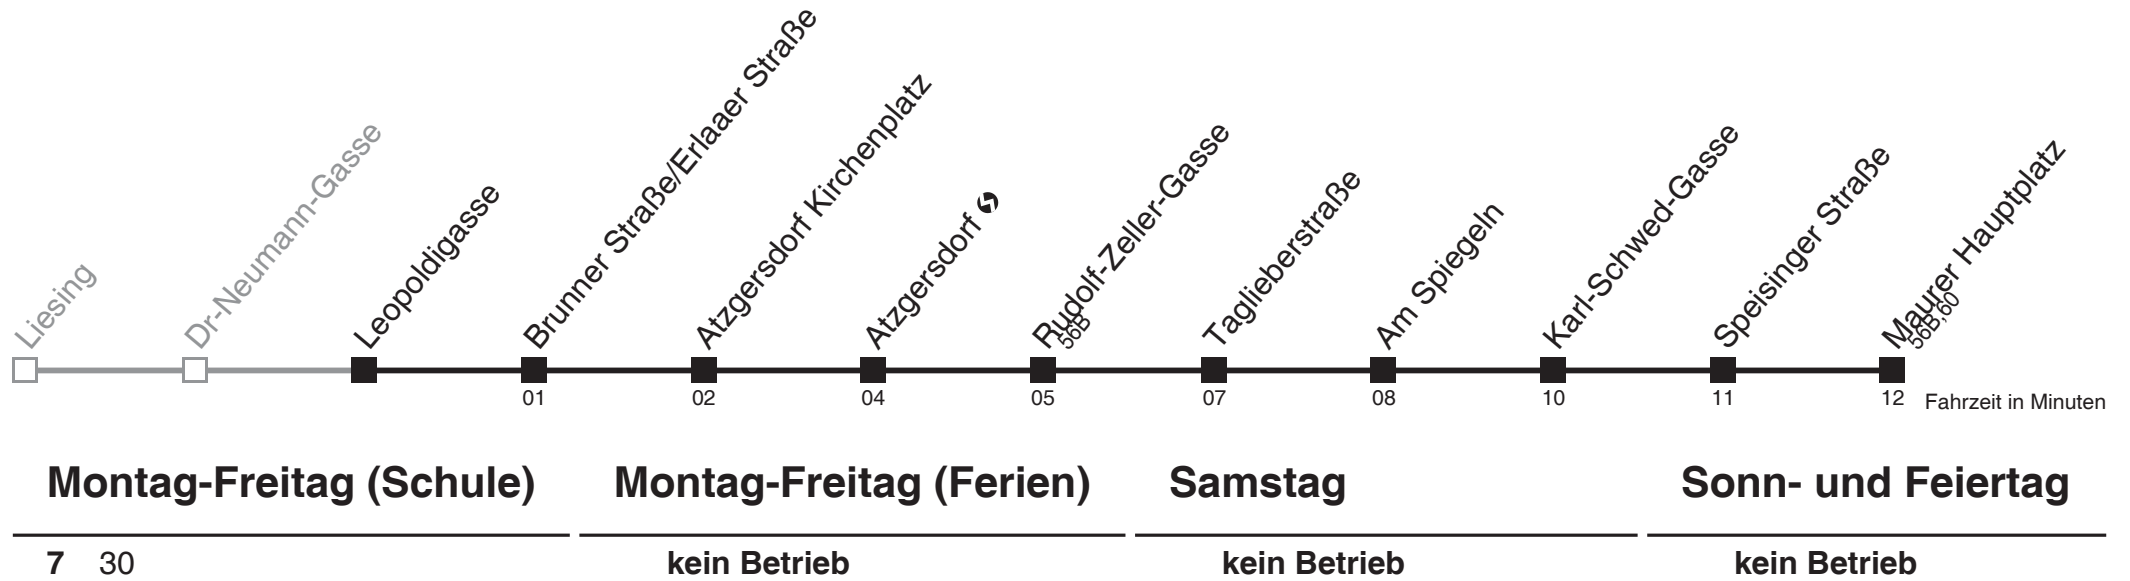 Liesing
Dr-Neumann-Gasse
Leopoldigasse
Brunner Straße/Erlaaer Straße
Atzgersdorf Kirchenplatz
Atzgersdorf
Rudolf-Zeller-Gasse
56B
Taglieberstraße
Am Spiegeln
Karl-Schwed-Gasse
Speisinger Straße
Maurer Hauptplatz
56B,60
01 02 04 05 07 08 10 11 12 Fahrzeit in Minuten
Montag-Freitag (Schule) Montag-Freitag (Ferien) Samstag Sonn- und Feiertag
7 30 kein Betrieb kein Betrieb kein Betrieb